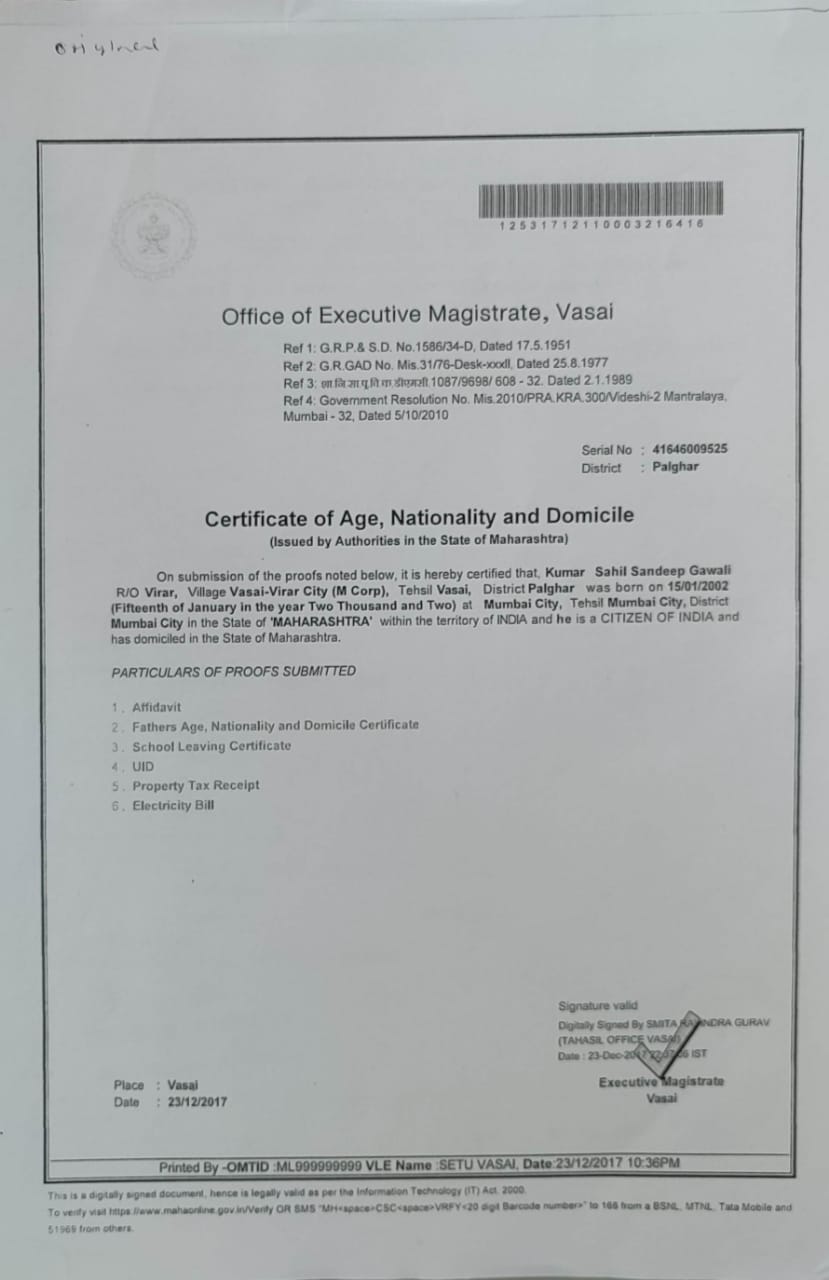 original
12531712110003216416
Office of Executive Magistrate, Vasai
Ref 1: G.R.P.& S.D. No.1586/34-D, Dated 17.5.1951
Ref 2: G.R.GAD No. Mis.31/76-Desk-xxxII, Dated 25.8.1977
Ref 3: शा.नि.सा.पू.वि.क्र.डीएमसी.1087/9698/ 608 - 32. Dated 2.1.1989
Ref 4: Government Resolution No. Mis.2010/PRA.KRA.300/Videshi-2 Mantralaya,
Mumbai - 32, Dated 5/10/2010
Serial No : 41646009525
District : Palghar
Certificate of Age, Nationality and Domicile
(Issued by Authorities in the State of Maharashtra)
On submission of the proofs noted below, it is hereby certified that, Kumar Sahil Sandeep Gawali
R/O Virar, Village Vasai-Virar City (M Corp), Tehsil Vasai, District Palghar was born on 15/01/2002
(Fifteenth of January in the year Two Thousand and Two) at Mumbai City, Tehsil Mumbai City, District
Mumbai City in the State of 'MAHARASHTRA' within the territory of INDIA and he is a CITIZEN OF INDIA and
has domiciled in the State of Maharashtra.
PARTICULARS OF PROOFS SUBMITTED
1 . Affidavit
2 . Fathers Age, Nationality and Domicile Certificate
3 . School Leaving Certificate
4 . UID
5 . Property Tax Receipt
6 . Electricity Bill
Signature valid
Digitally Signed By SMITA RAVINDRA GURAV
(TAHASIL OFFICE VASAI)
Date : 23-Dec-2017 IST
Executive Magistrate
Vasai
Place : Vasai
Date : 23/12/2017
Printed By -OMTID :ML999999999 VLE Name :SETU VASAI, Date:23/12/2017 10:36PM
This is a digitally signed document, hence is legally valid as per the Information Technology (IT) Act. 2000.
To verify visit https://www.mahaonline.gov.in/Verify OR SMS "MH<space>CSC<space>VRFY<20 digit Barcode number>" to 166 from a BSNL, MTNL, Tata Mobile and
51969 from others.